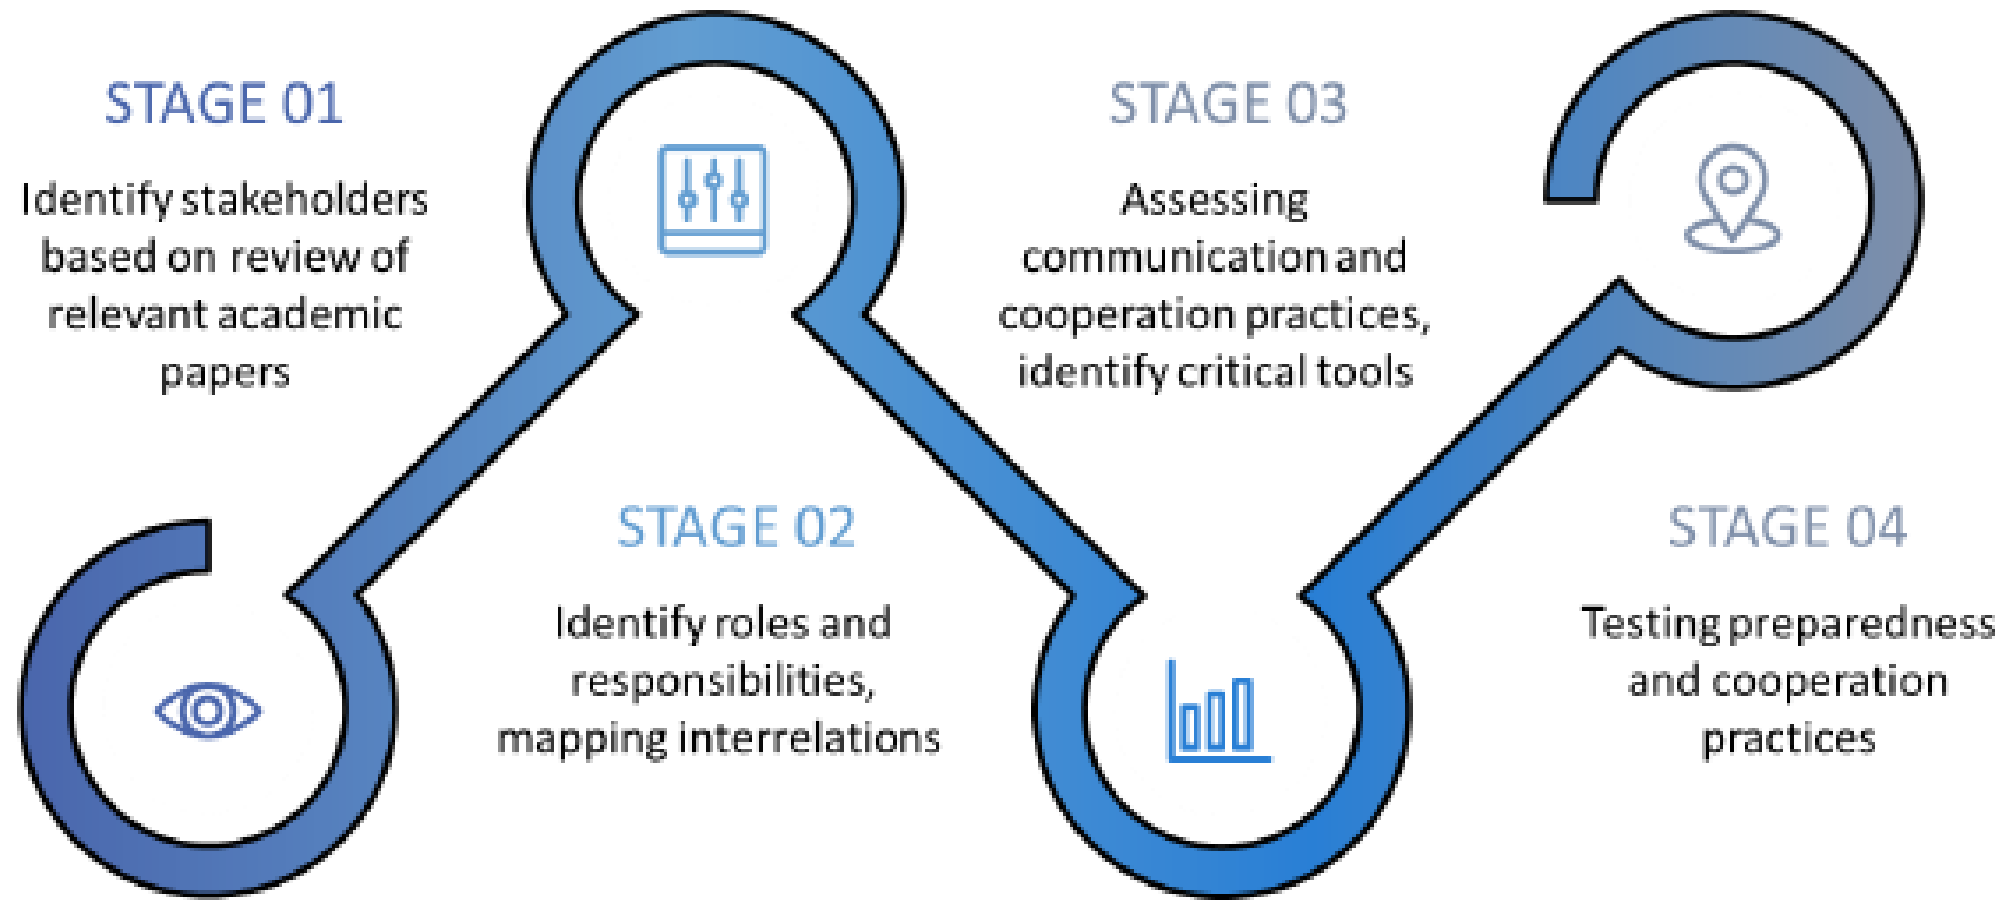 STAGE 01
Identify stakeholders
based on review of
relevant academic
papers
STAGE 02
Identify roles and
responsibilities,
mapping interrelations
STAGE 03
Assessing
communication and
cooperation practices,
identify critical tools
STAGE 04
Testing preparedness
and cooperation
practices